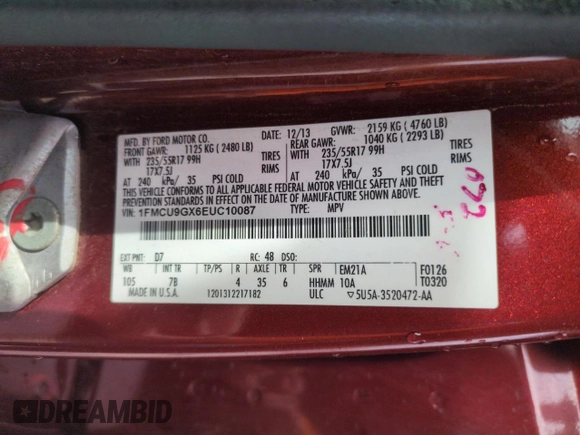 MFD. BY FORD MOTOR CO.
DATE: 12/13 GVWR: 2159 KG ( 4760 LB)
FRONT GAWR: 1125 KG ( 2480 LB) REAR GAWR: 1040 KG ( 2293 LB)
WITH 235/55R17 99H TIRES WITH 235/55R17 99H TIRES
17X7.5J RIMS 17X7.5J RIMS
AT 240 kPa/ 35 PSI COLD AT 240 kPa/ 35 PSI COLD
THIS VEHICLE CONFORMS TO ALL APPLICABLE FEDERAL MOTOR VEHICLE SAFETY AND THEFT
PREVENTION STANDARDS IN EFFECT ON THE DATE OF MANUFACTURE SHOWN ABOVE.
VIN: 1FMCU9GX6EUC10087 TYPE: MPV
EXT PNT: D7 RC: 48 DSO:
WB INT TR TP/PS R AXLE TR SPR EM21A F0126
105 7B 4 35 6 HHMM 10A T0320
MADE IN U.S.A. 1201312217182 ULC 5U5A-3520472-AA
DREAMBID